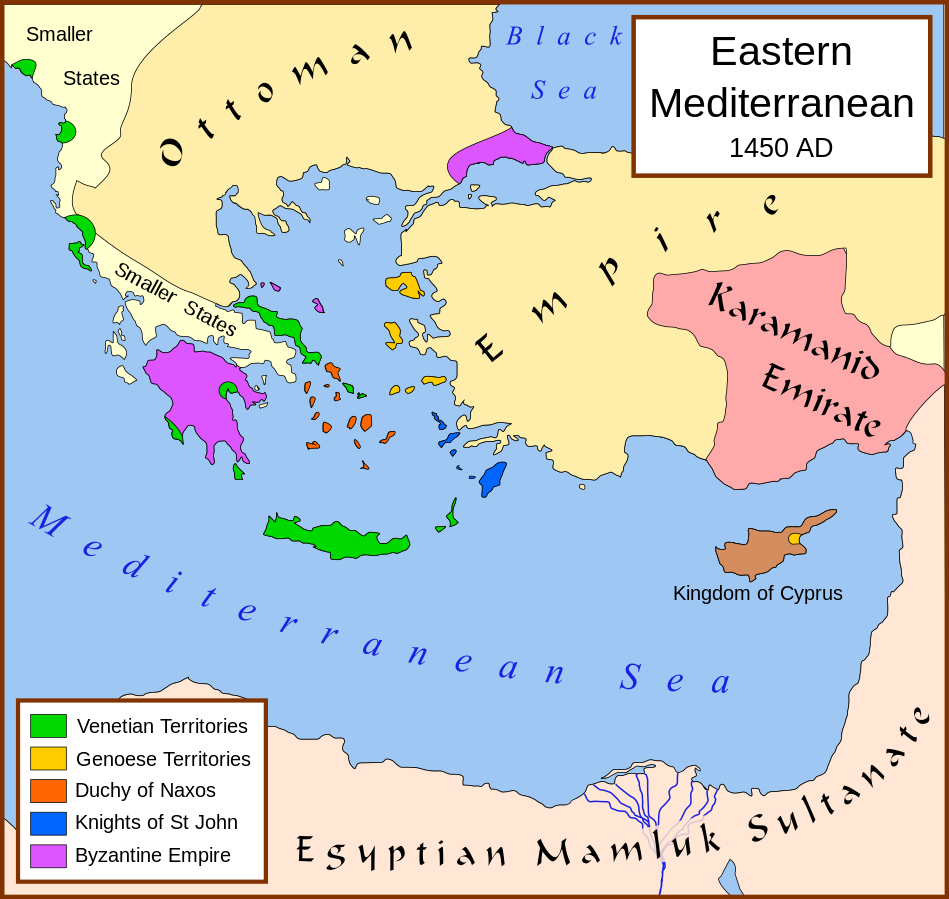 Smaller
States
Ottoman
Empire
Black
Sea
Eastern
Mediterranean
1450 AD
Smaller States
Karamanid
Emirate
Mediterranean Sea
Kingdom of Cyprus
Venetian Territories
Genoese Territories
Duchy of Naxos
Knights of St John
Byzantine Empire
Egyptian Mamluk Sultanate